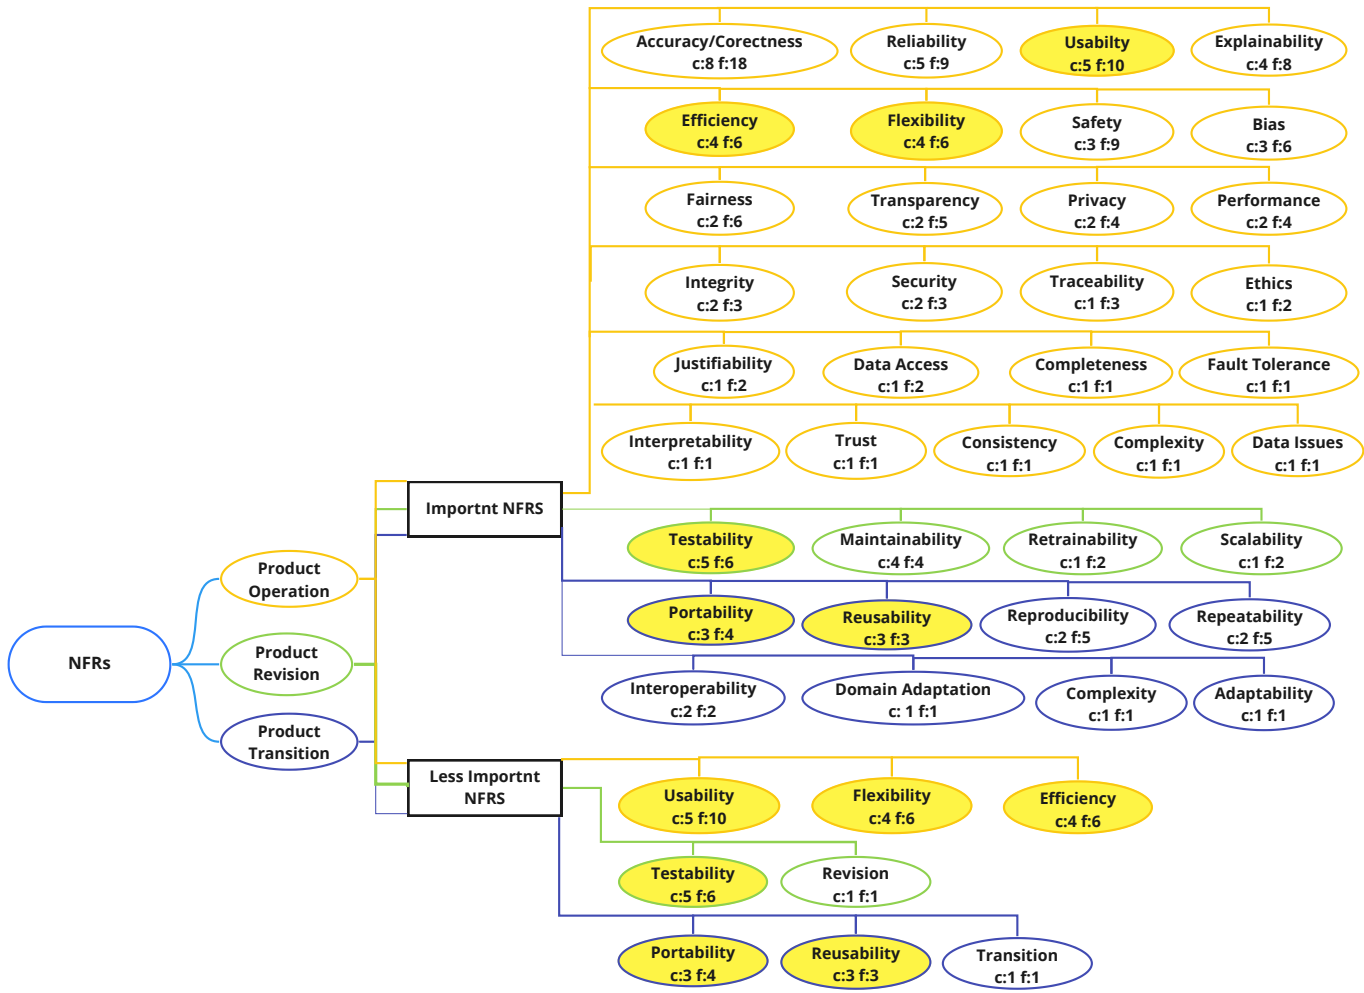 Accuracy/Corectness
c:8 f:18
Reliability
c:5 f:9
Usabilty
c:5 f:10
Explainability
c:4 f:8
Efficiency
c:4 f:6
Flexibility
c:4 f:6
Safety
c:3 f:9
Bias
c:3 f:6
Fairness
c:2 f:6
Transparency
c:2 f:5
Privacy
c:2 f:4
Performance
c:2 f:4
Integrity
c:2 f:3
Security
c:2 f:3
Traceability
c:1 f:3
Ethics
c:1 f:2
Justifiability
c:1 f:2
Data Access
c:1 f:2
Completeness
c:1 f:1
Fault Tolerance
c:1 f:1
Interpretability
c:1 f:1
Trust
c:1 f:1
Consistency
c:1 f:1
Complexity
c:1 f:1
Data Issues
c:1 f:1
Importnt NFRS
Testability
c:5 f:6
Maintainability
c:4 f:4
Retrainability
c:1 f:2
Scalability
c:1 f:2
Product
Operation
Portability
c:3 f:4
Reusability
c:3 f:3
Reproducibility
c:2 f:5
Repeatability
c:2 f:5
NFRs
Product
Revision
Interoperability
c:2 f:2
Domain Adaptation
c: 1 f:1
Complexity
c:1 f:1
Adaptability
c:1 f:1
Product
Transition
Less Importnt
NFRS
Usability
c:5 f:10
Flexibility
c:4 f:6
Efficiency
c:4 f:6
Testability
c:5 f:6
Revision
c:1 f:1
Portability
c:3 f:4
Reusability
c:3 f:3
Transition
c:1 f:1